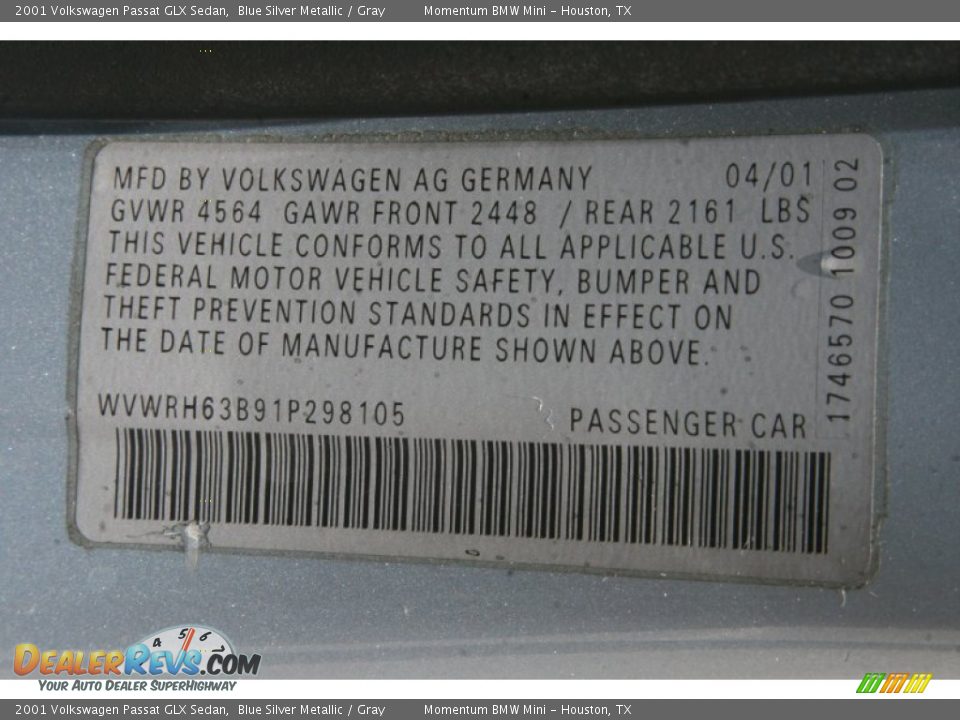 2001 Volkswagen Passat GLX Sedan,  Blue Silver Metallic / Gray        Momentum BMW Mini - Houston, TX
MFD BY VOLKSWAGEN AG GERMANY 04/01
GVWR 4564 GAWR FRONT 2448 / REAR 2161 LBS
THIS VEHICLE CONFORMS TO ALL APPLICABLE U.S.
FEDERAL MOTOR VEHICLE SAFETY, BUMPER AND
THEFT PREVENTION STANDARDS IN EFFECT ON
THE DATE OF MANUFACTURE SHOWN ABOVE.
WVWRH63B91P298105 PASSENGER CAR
1746570 1009 02
4 5 6
DEALERREVS.COM
YOUR AUTO DEALER SUPERHIGHWAY
2001 Volkswagen Passat GLX Sedan,  Blue Silver Metallic / Gray        Momentum BMW Mini - Houston, TX